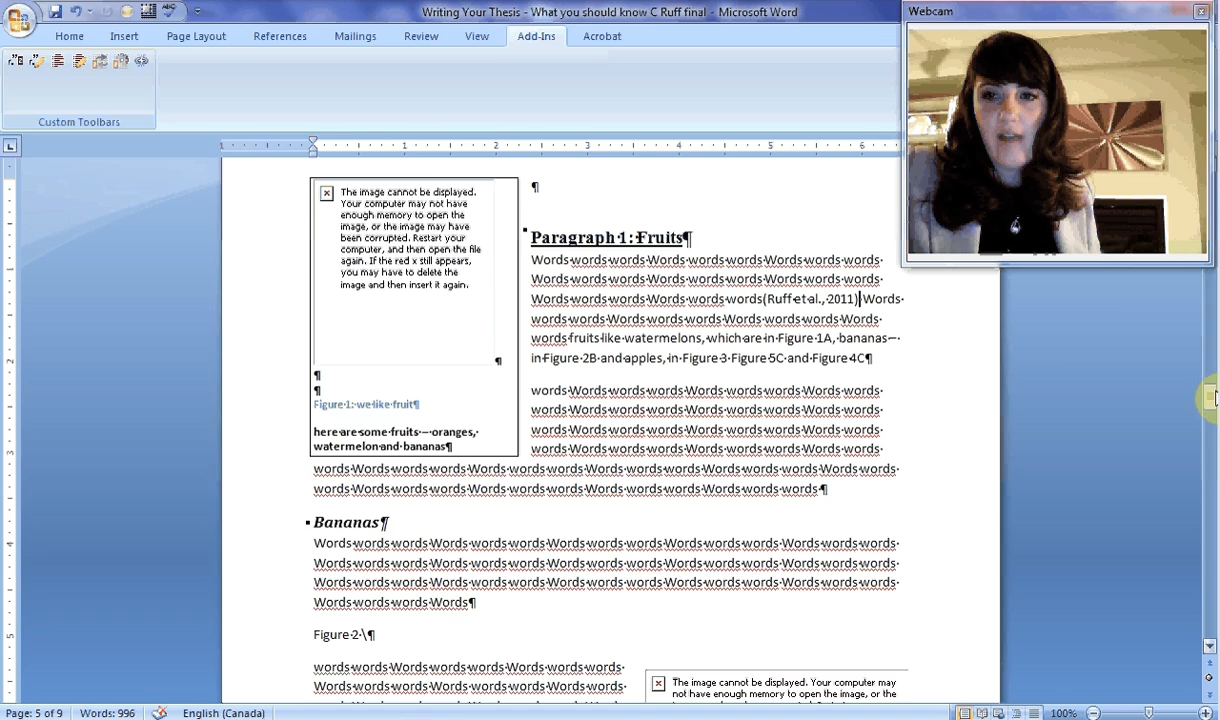 Writing Your Thesis - What you should know C Ruff final - Microsoft Word
Webcam
Home Insert Page Layout References Mailings Review View Add-Ins Acrobat
Custom Toolbars
1 1 2 3 4 5 6
The image cannot be displayed.
Your computer may not have
enough memory to open the
image, or the image may have
been corrupted. Restart your
computer, and then open the file
again. If the red x still appears,
you may have to delete the
image and then insert it again.
¶
¶
¶
Figure·1:·we·like·fruit¶
here·are·some·fruits·–·oranges,·
watermelon·and·bananas¶
¶
Paragraph·1:·Fruits¶
Words·words·words·Words·words·words·Words·words·words·
Words·words·words·Words·words·words·Words·words·words·
Words·words·words·Words·words·words(Ruff·et·al.,·2011)·Words·
words·words·words·Words·words·words·Words·words·Words·
words·fruits·like·watermelons,·which·are·in·Figure·1A,·bananas–·
in·Figure·2B·and·apples,·in·Figure·3·Figure·5C·and·Figure·4C¶
words·Words·words·words·Words·words·words·Words·words·
words·Words·words·words·Words·words·words·Words·words·
words·Words·words·words·Words·words·words·Words·words·
words·Words·words·words·Words·words·words·Words·words·
words·Words·words·words·Words·words·words·Words·words·words·Words·words·words·Words·words·
words·Words·words·words·Words·words·words·Words·words·words·Words·words·words·¶
Bananas¶
Words·words·words·Words·words·words·Words·words·words·Words·words·words·Words·words·words·
Words·words·words·Words·words·words·Words·words·words·Words·words·words·Words·words·words·
Words·words·words·Words·words·words·Words·words·words·Words·words·words·Words·words·words·
Words·words·words·Words¶
Figure·2·\¶
words·words·Words·words·words·Words·words·words·
words·Words·words·words·Words·words·words·
The image cannot be displayed. Your computer may
not have enough memory to open the image, or the
1
2
3
4
5
Page: 5 of 9 Words: 996 English (Canada) 100%